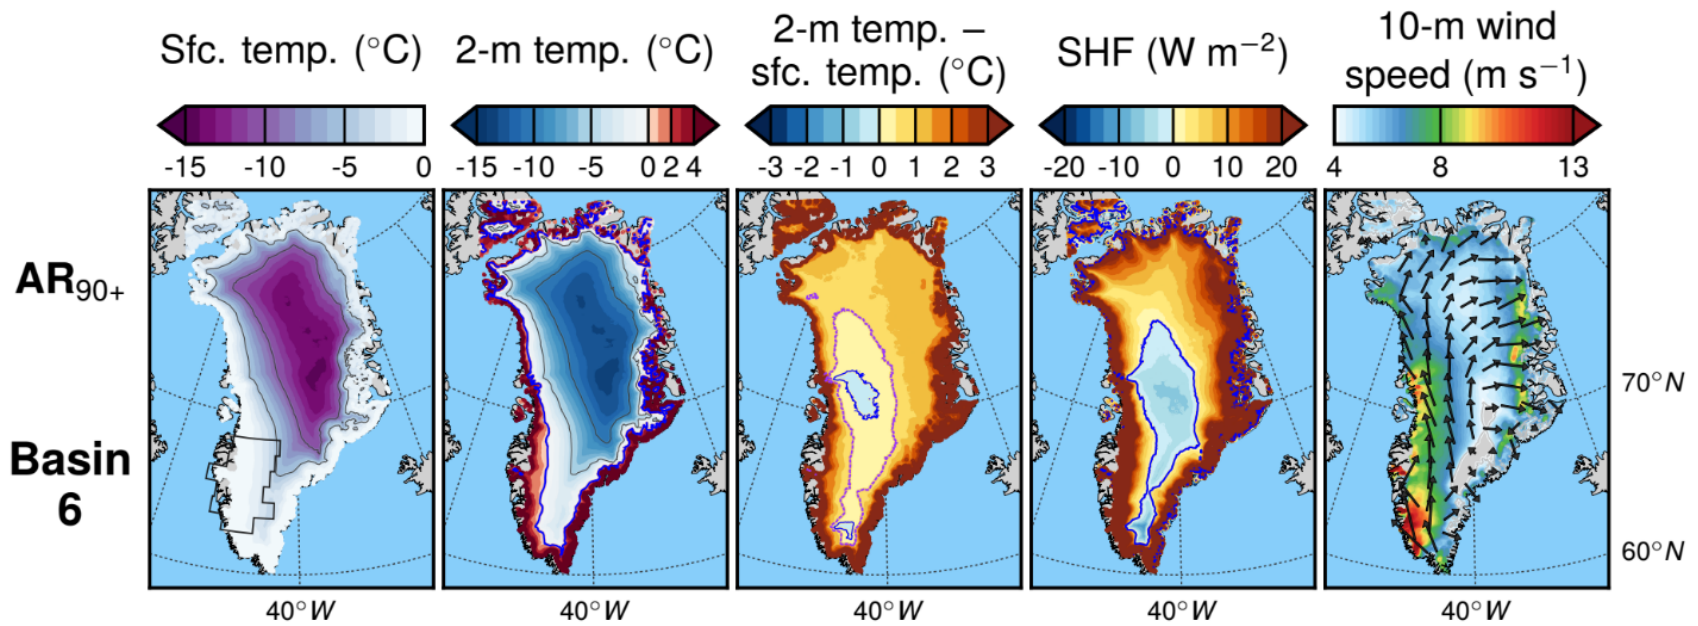 Sfc. temp. (°C)
2-m temp. (°C)
2-m temp. –
sfc. temp. (°C)
SHF (W m⁻²)
10-m wind
speed (m s⁻¹)
-15 -10 -5 0
-15 -10 -5 0 2 4
-3 -2 -1 0 1 2 3
-20 -10 0 10 20
4 8 13
AR₉₀₊
Basin
6
70°N
60°N
40°W 40°W 40°W 40°W 40°W